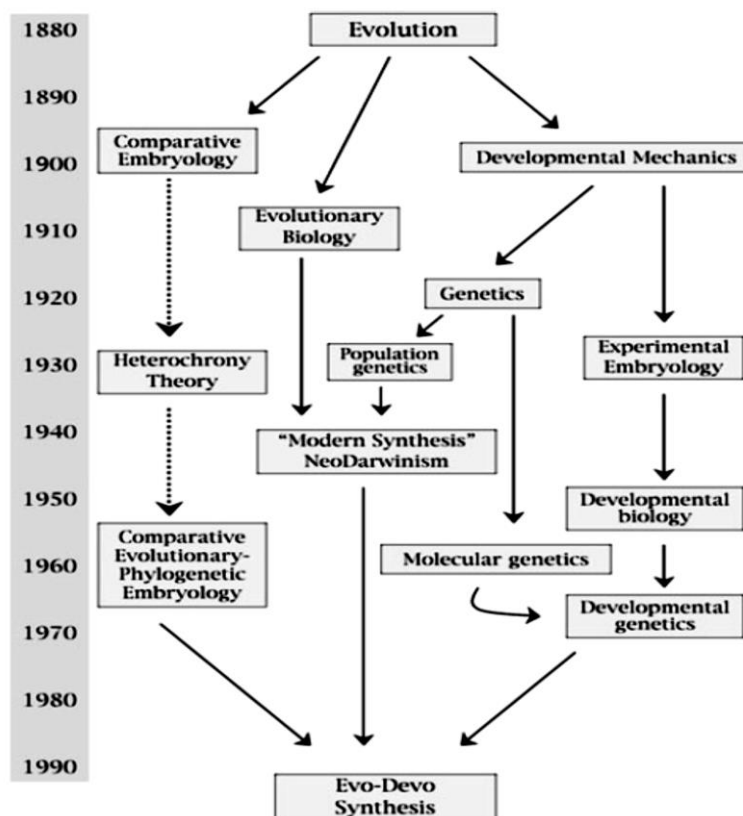 1880
1890
1900
1910
1920
1930
1940
1950
1960
1970
1980
1990
Evolution
Comparative
Embryology
Developmental Mechanics
Evolutionary
Biology
Genetics
Heterochrony
Theory
Population
genetics
Experimental
Embryology
“Modern Synthesis”
NeoDarwinism
Developmental
biology
Comparative
Evolutionary-
Phylogenetic
Embryology
Molecular genetics
Developmental
genetics
Evo-Devo
Synthesis